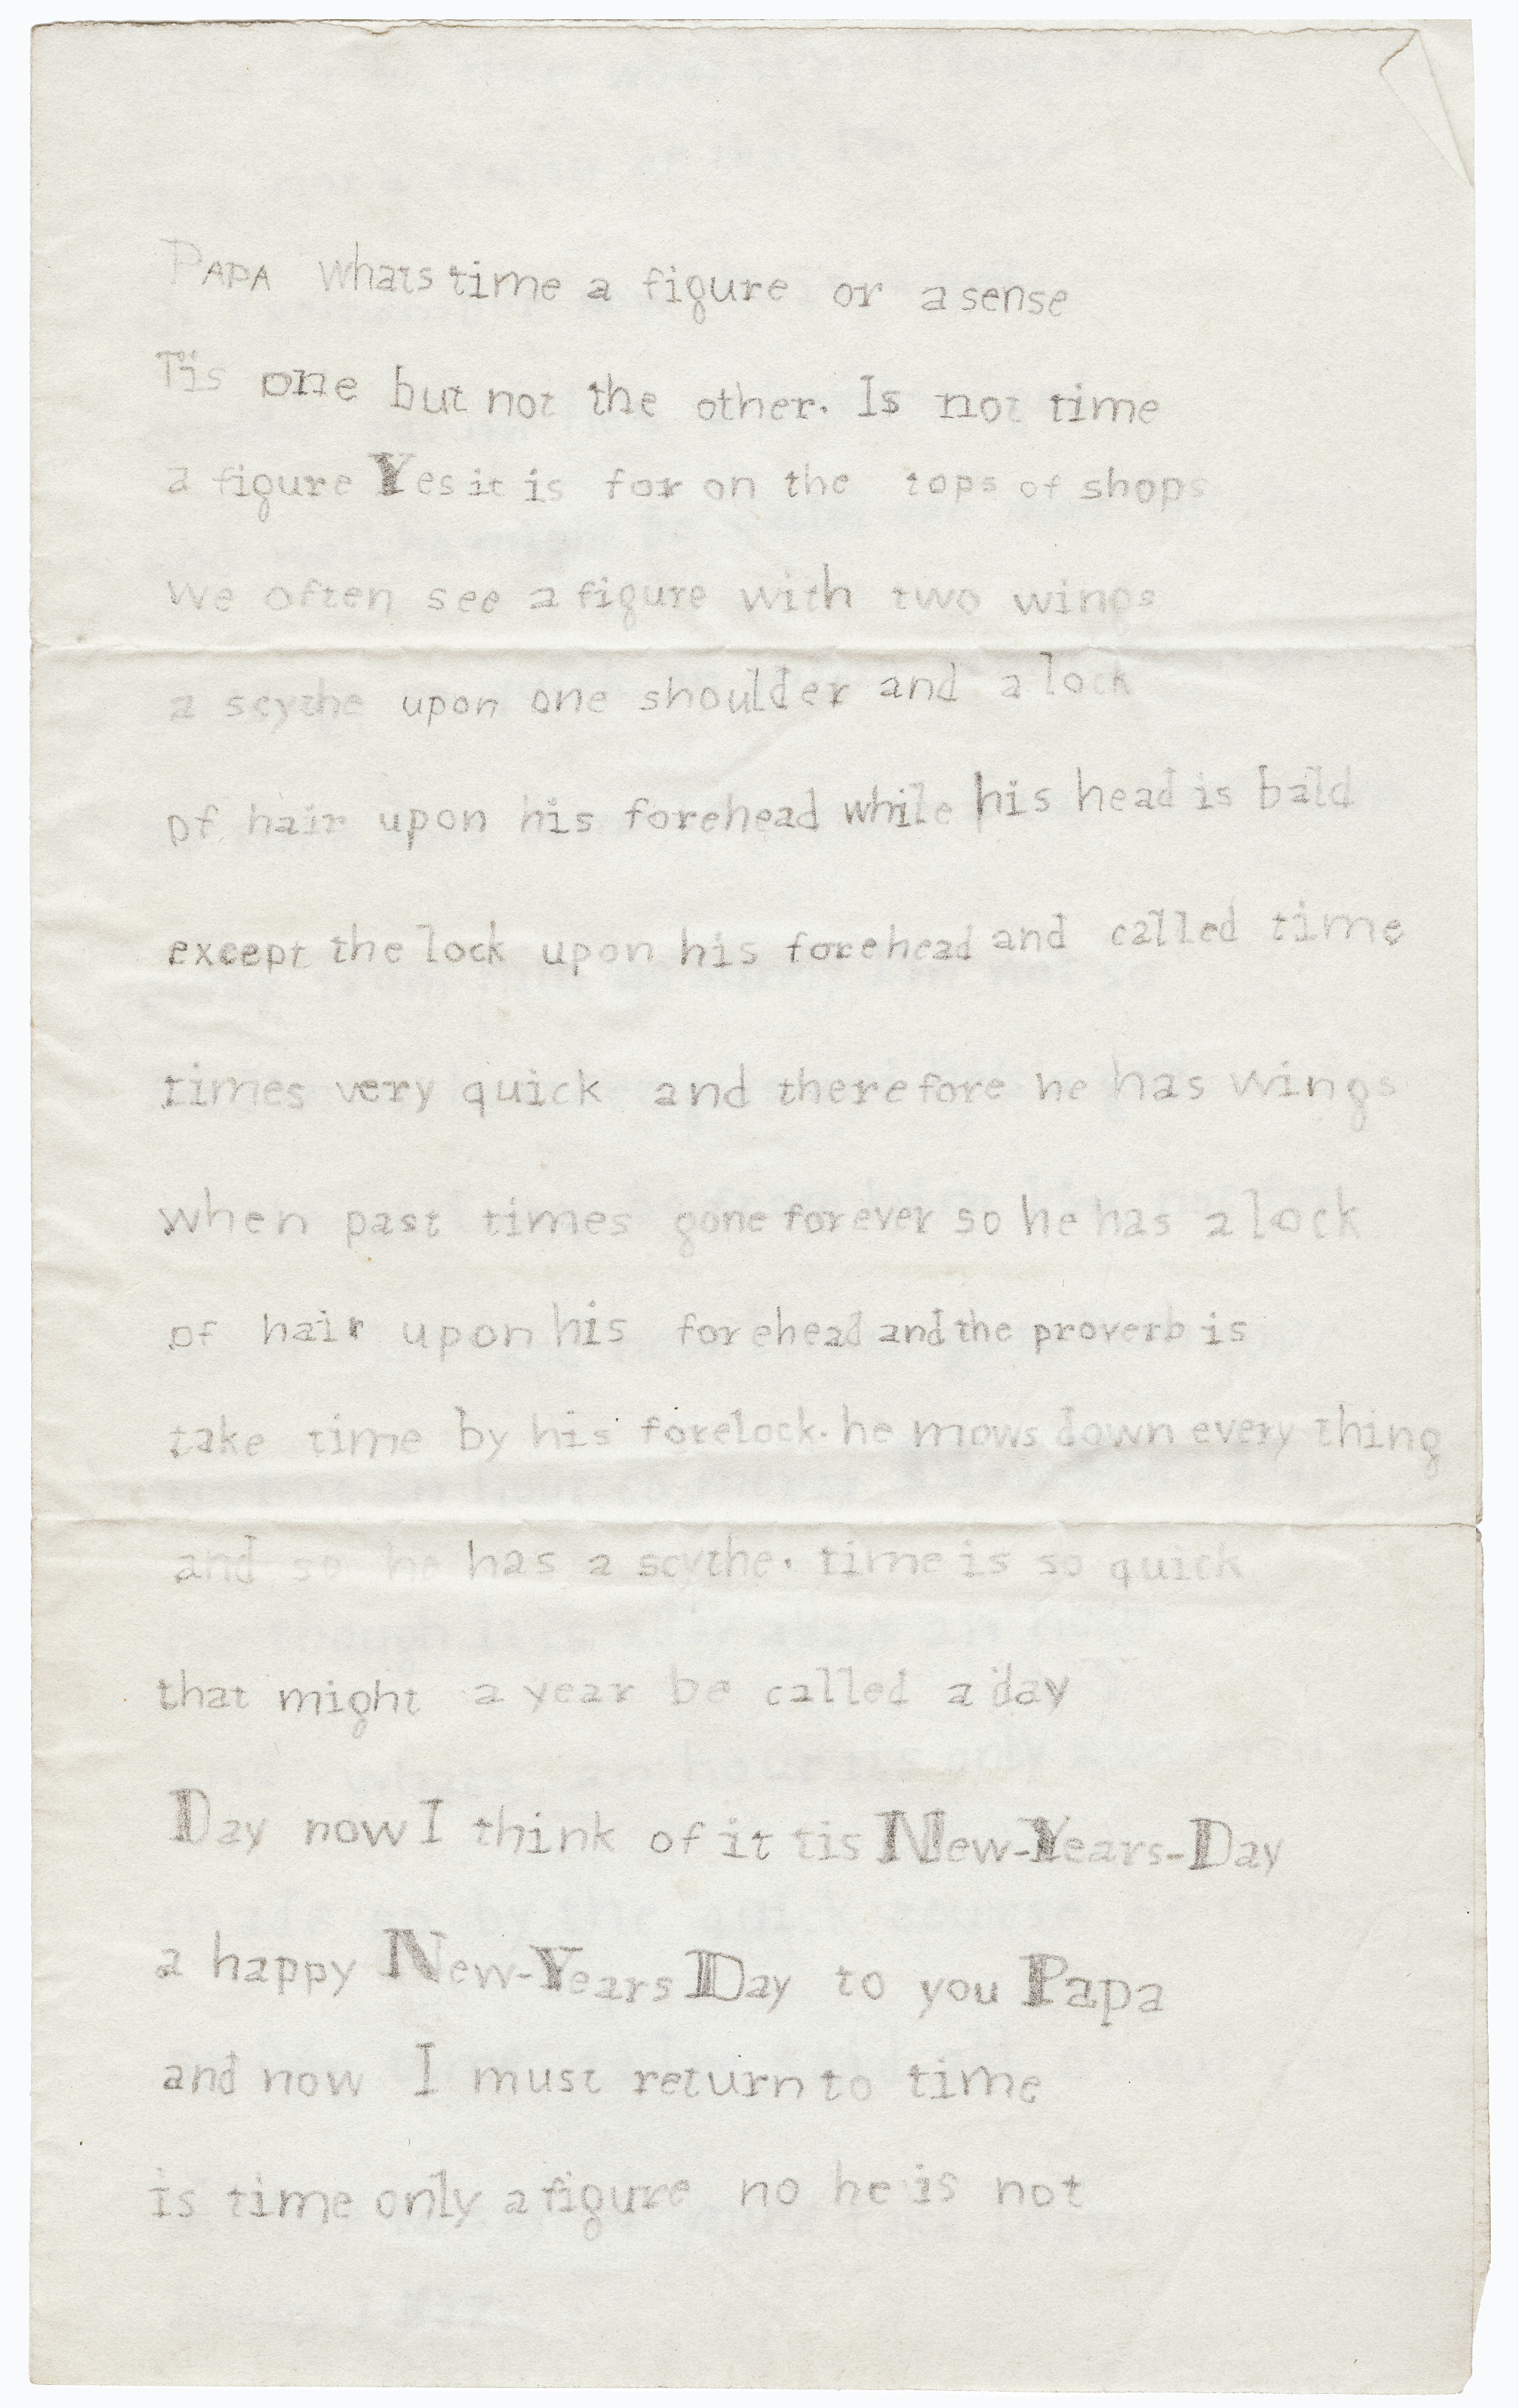 PAPA whats time a figure or a sense
Tis one but not the other. Is not time
a figure Yes it is for on the tops of shops
we often see a figure with two wings
a scythe upon one shoulder and a lock
of hair upon his forehead while his head is bald
except the lock upon his forehead and called time
times very quick and therefore he has wings
when past times gone forever so he has a lock
of hair upon his forehead and the proverb is
take time by his forelock. he mows down every thing
and so he has a scythe. time is so quick
that might a year be called a day
Day now I think of it tis New-Years-Day
a happy New-Years Day to you Papa
and now I must return to time
is time only a figure no he is not